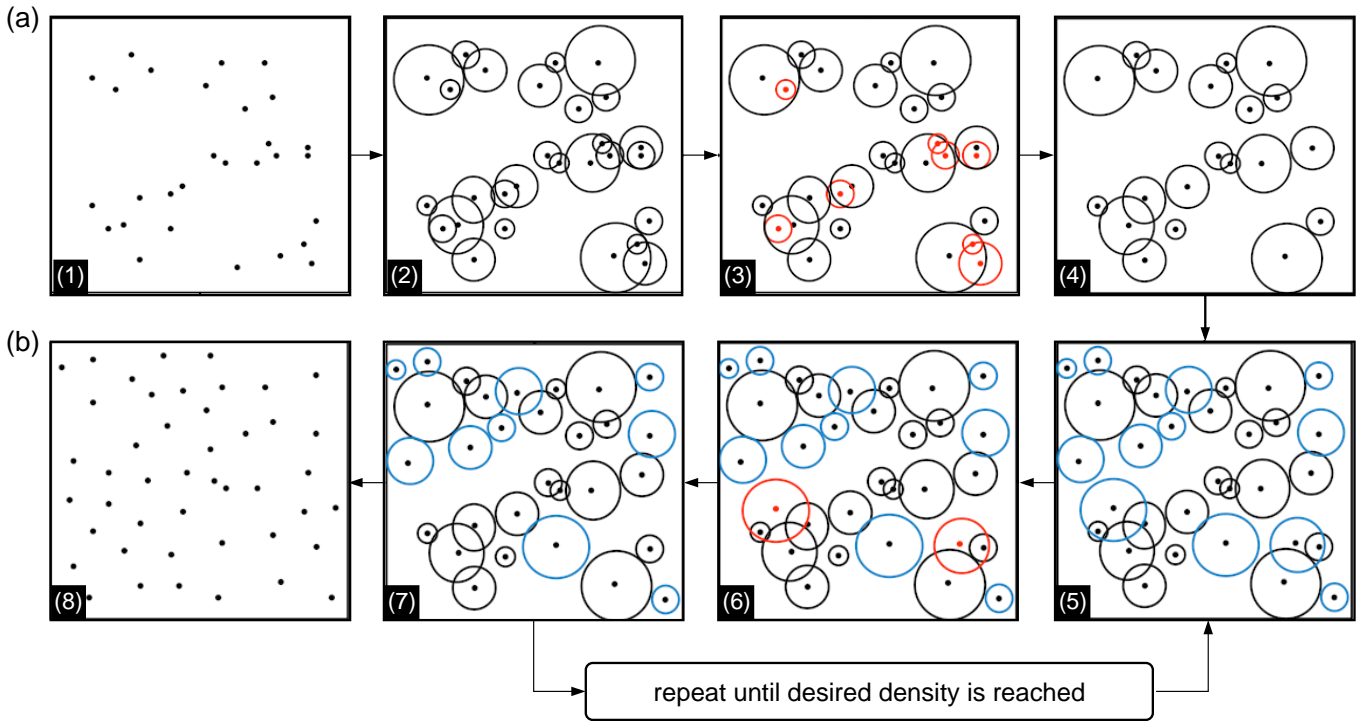 (a)
(1)
(2)
(3)
(4)
(b)
(8)
(7)
(6)
(5)
repeat until desired density is reached